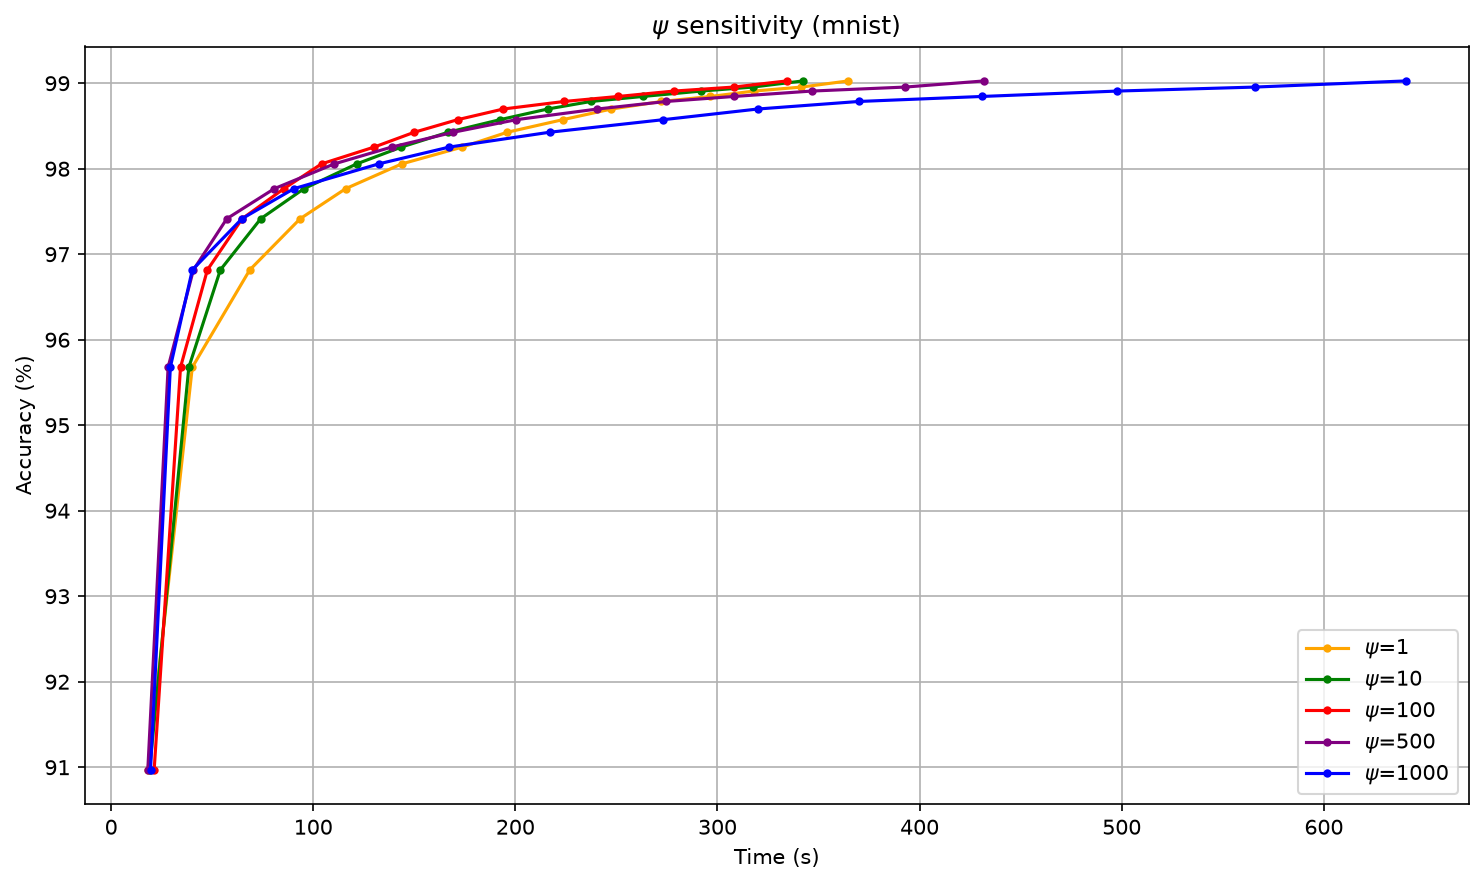 ψ sensitivity (mnist)
Accuracy (%)
99
98
97
96
95
94
93
92
91
0 100 200 300 400 500 600
Time (s)
ψ=1
ψ=10
ψ=100
ψ=500
ψ=1000